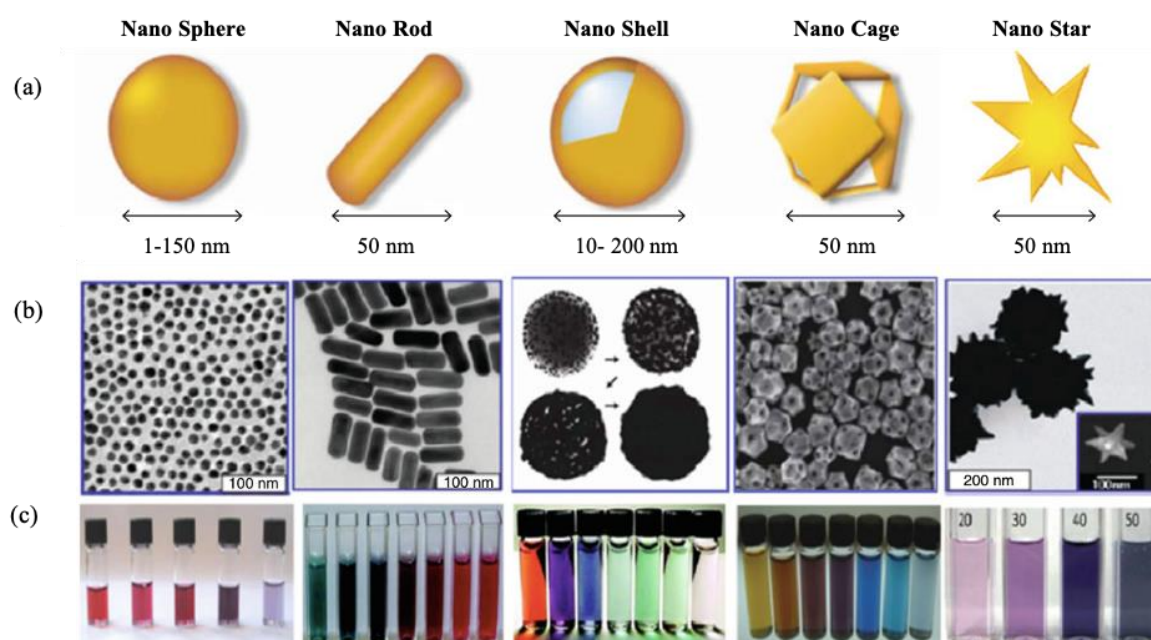 Nano Sphere
Nano Rod
Nano Shell
Nano Cage
Nano Star
(a)
1-150 nm
50 nm
10- 200 nm
50 nm
50 nm
(b)
100 nm
100 nm
200 nm
100nm
(c)
20
30
40
50